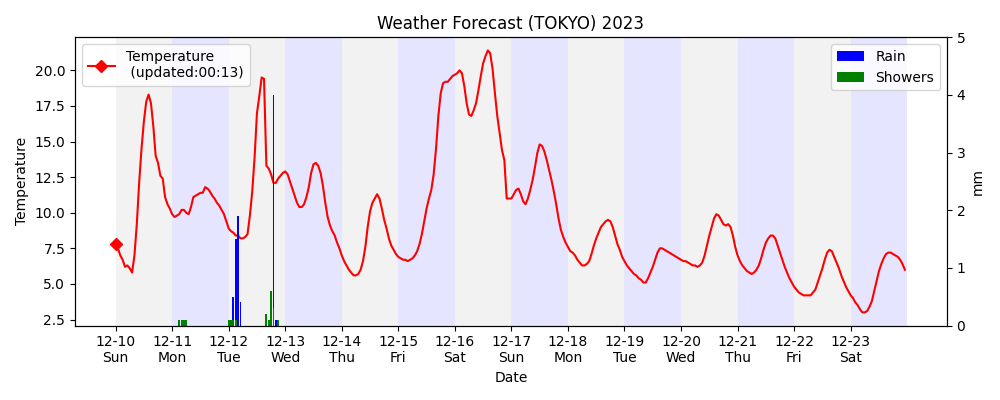 Weather Forecast (TOKYO) 2023
Temperature
(updated:00:13)
Rain
Showers
Temperature
20.0
17.5
15.0
12.5
10.0
7.5
5.0
2.5
5
4
3
2
1
0
mm
12-10 12-11 12-12 12-13 12-14 12-15 12-16 12-17 12-18 12-19 12-20 12-21 12-22 12-23
Sun Mon Tue Wed Thu Fri Sat Sun Mon Tue Wed Thu Fri Sat
Date